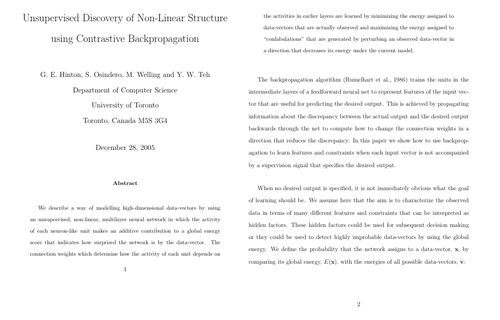 Unsupervised Discovery of Non-Linear Structure
using Contrastive Backpropagation
G. E. Hinton, S. Osindero, M. Welling and Y. W. Teh
Department of Computer Science
University of Toronto
Toronto, Canada M5S 3G4
December 28, 2005
Abstract
We describe a way of modelling high-dimensional data-vectors by using
an unsupervised, non-linear, multilayer neural network in which the activity
of each neuron-like unit makes an additive contribution to a global energy
score that indicates how surprised the network is by the data-vector. The
connection weights which determine how the activity of each unit depends on
1
the activities in earlier layers are learned by minimizing the energy assigned to
data-vectors that are actually observed and maximizing the energy assigned to
"confabulations" that are generated by perturbing an observed data-vector in
a direction that decreases its energy under the current model.
The backpropagation algorithm (Rumelhart et al., 1986) trains the units in the
intermediate layers of a feedforward neural net to represent features of the input vec-
tor that are useful for predicting the desired output. This is achieved by propagating
information about the discrepancy between the actual output and the desired output
backwards through the net to compute how to change the connection weights in a
direction that reduces the discrepancy. In this paper we show how to use backprop-
agation to learn features and constraints when each input vector is not accompanied
by a supervision signal that specifies the desired output.
When no desired output is specified, it is not immediately obvious what the goal
of learning should be. We assume here that the aim is to characterize the observed
data in terms of many different features and constraints that can be interpreted as
hidden factors. These hidden factors could be used for subsequent decision making
or they could be used to detect highly improbable data-vectors by using the global
energy. We define the probability that the network assigns to a data-vector, x, by
comparing its global energy, E(x), with the energies of all possible data-vectors, v:
2